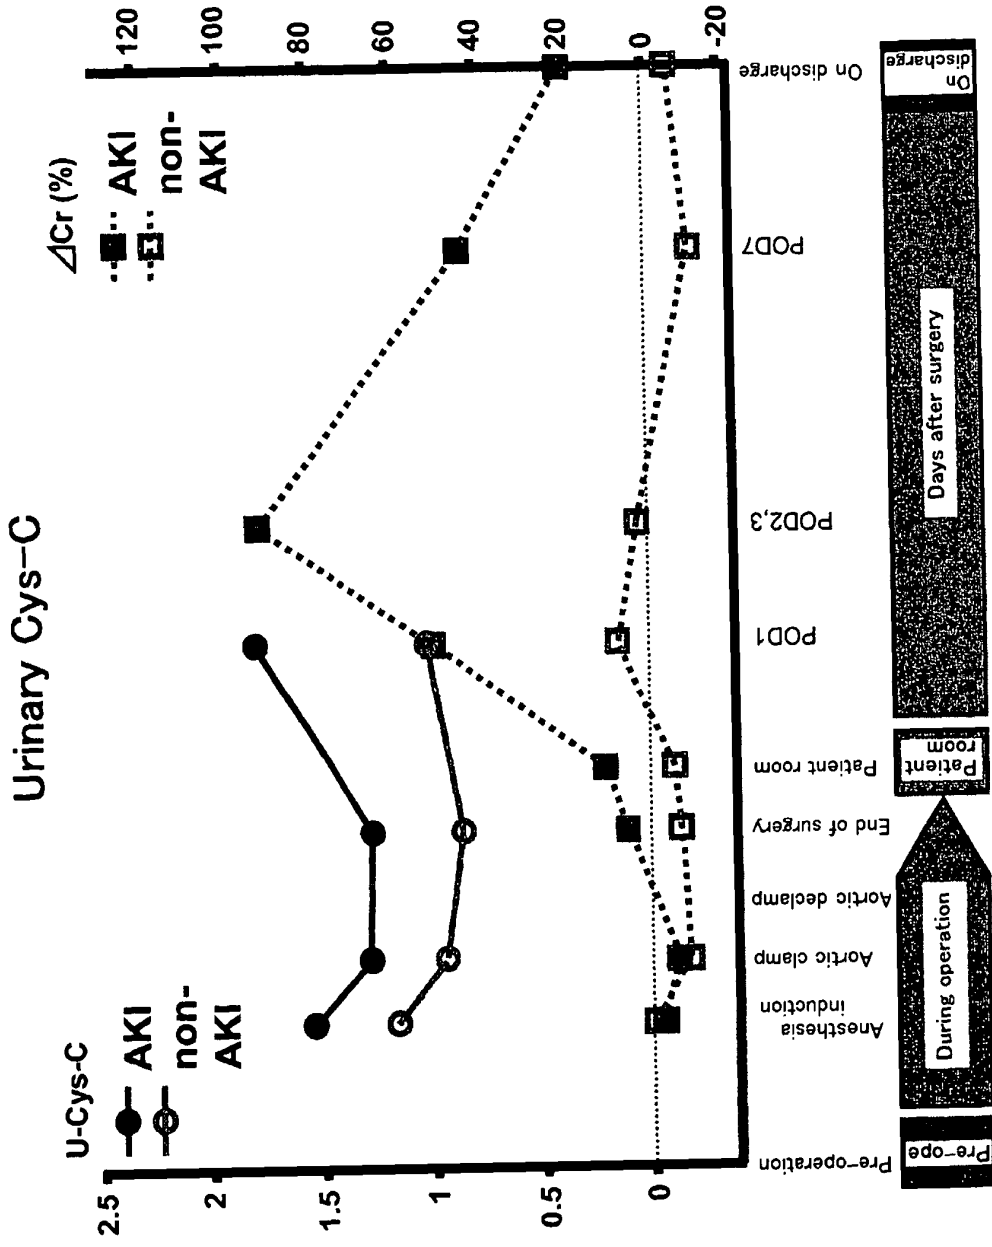 Urinary Cys-C
U-Cys-C
AKI
non-
AKI
⊿Cr (%)
AKI
non-
AKI
2.5
2
1.5
1
0.5
0
120
100
80
60
40
20
0
-20
Pre-operation
Anesthesia
induction
Aortic clamp
Aortic declamp
End of surgery
Patient room
POD1
POD2,3
POD7
On discharge
Pre-ope
During operation
Patient
room
Days after surgery
On
discharge